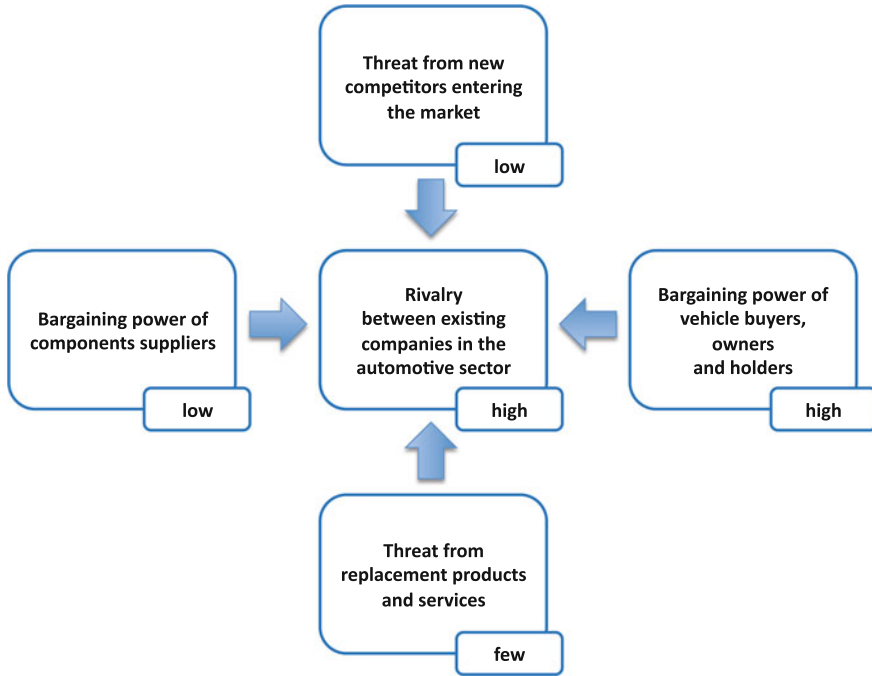 Threat from new
competitors entering
the market
low
Bargaining power of
components suppliers
low
Rivalry
between existing
companies in the
automotive sector
high
Bargaining power of
vehicle buyers,
owners
and holders
high
Threat from
replacement products
and services
few